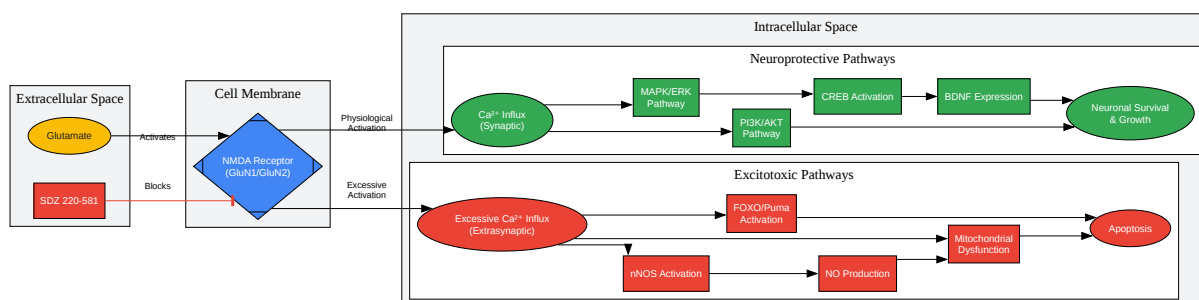 Intracellular Space
Neuroprotective Pathways
Extracellular Space
Cell Membrane
Glutamate
Activates
SDZ 220-581
Blocks
NMDA Receptor
(GluN1/GluN2)
Physiological
Activation
Excessive
Activation
Ca²⁺ Influx
(Synaptic)
MAPK/ERK
Pathway
CREB Activation
BDNF Expression
PI3K/AKT
Pathway
Neuronal Survival
& Growth
Excitotoxic Pathways
Excessive Ca²⁺ Influx
(Extrasynaptic)
FOXO/Puma
Activation
Mitochondrial
Dysfunction
nNOS Activation
NO Production
Apoptosis